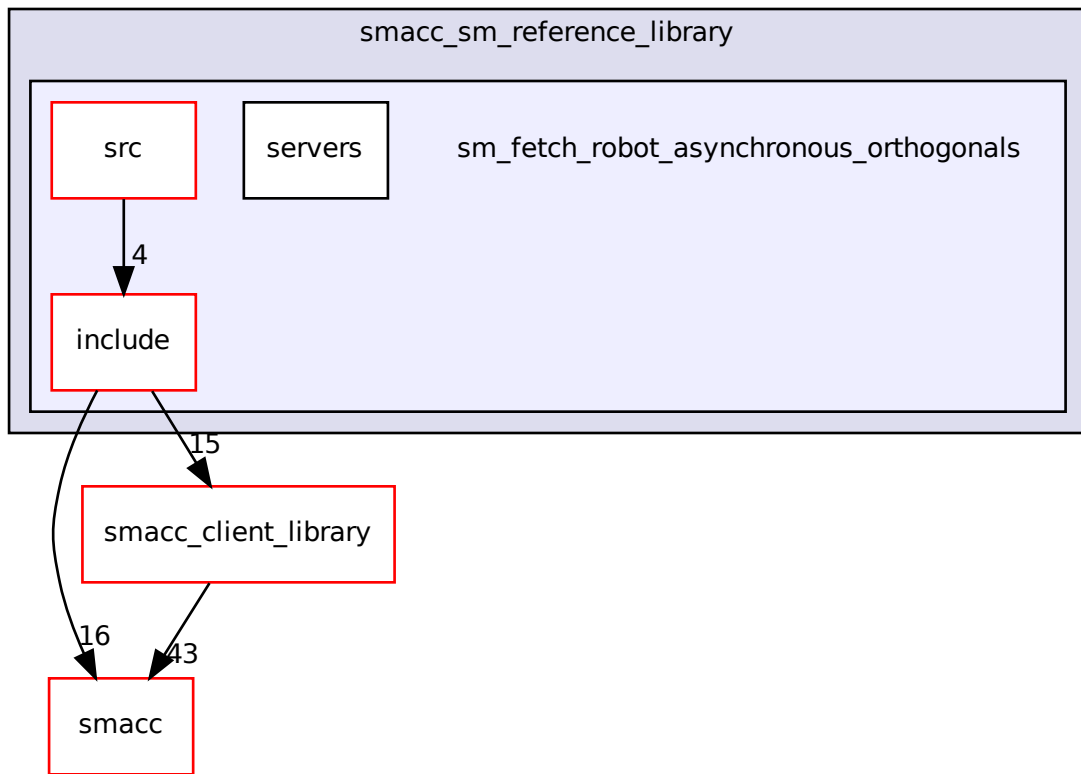 smacc_sm_reference_library
src
servers
sm_fetch_robot_asynchronous_orthogonals
4
include
15
smacc_client_library
16
43
smacc